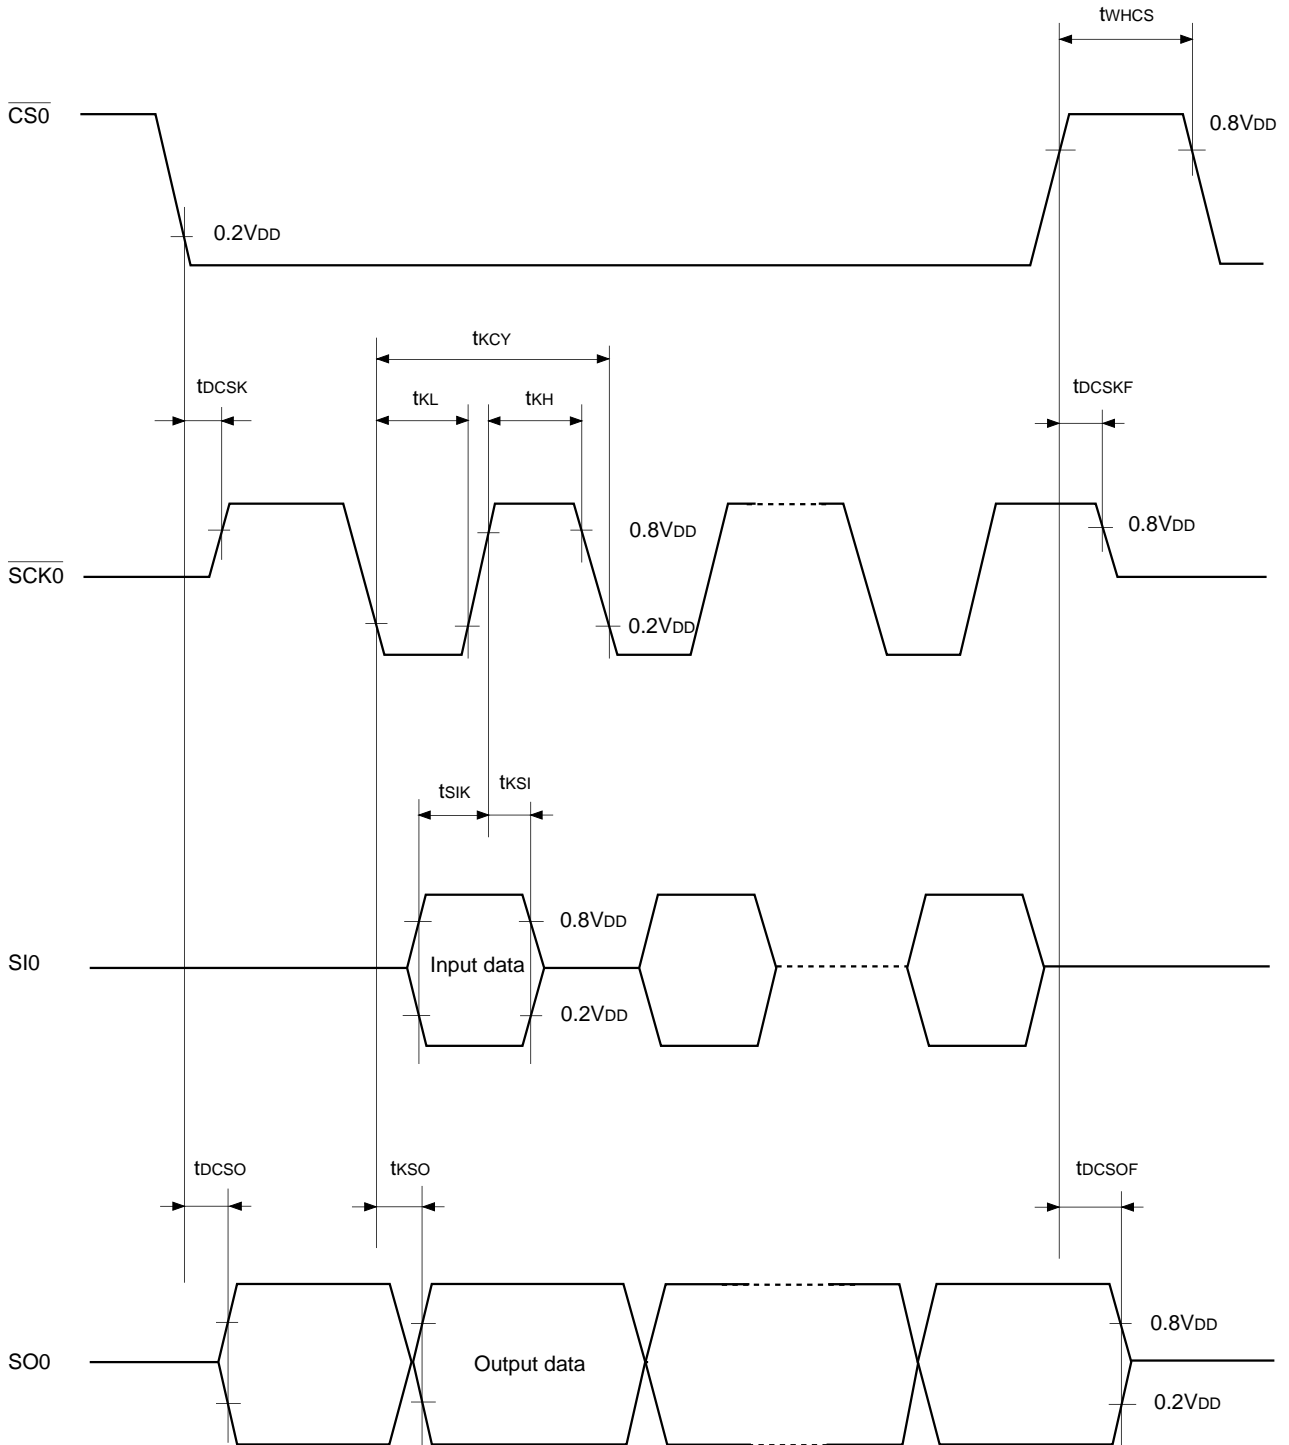 tWHCS
CS0
0.8VDD
0.2VDD
tKCY
tDCSK
tKL
tKH
tDCSKF
0.8VDD
0.8VDD
SCK0
0.2VDD
tSIK
tKSI
0.8VDD
SI0
Input data
0.2VDD
tDCSO
tKSO
tDCSOF
0.8VDD
SO0
Output data
0.2VDD